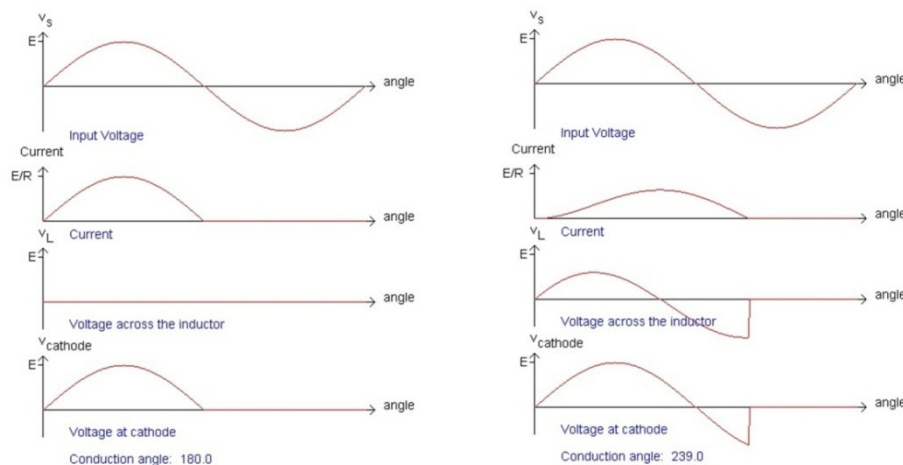 vs
E
angle
Input Voltage
Current
E/R
angle
Current
vL
E
angle
Voltage across the inductor
vcathode
E
angle
Voltage at cathode
Conduction angle: 180.0
vs
E
angle
Input Voltage
Current
E/R
angle
Current
vL
E
angle
Voltage across the inductor
vcathode
E
angle
Voltage at cathode
Conduction angle: 239.0